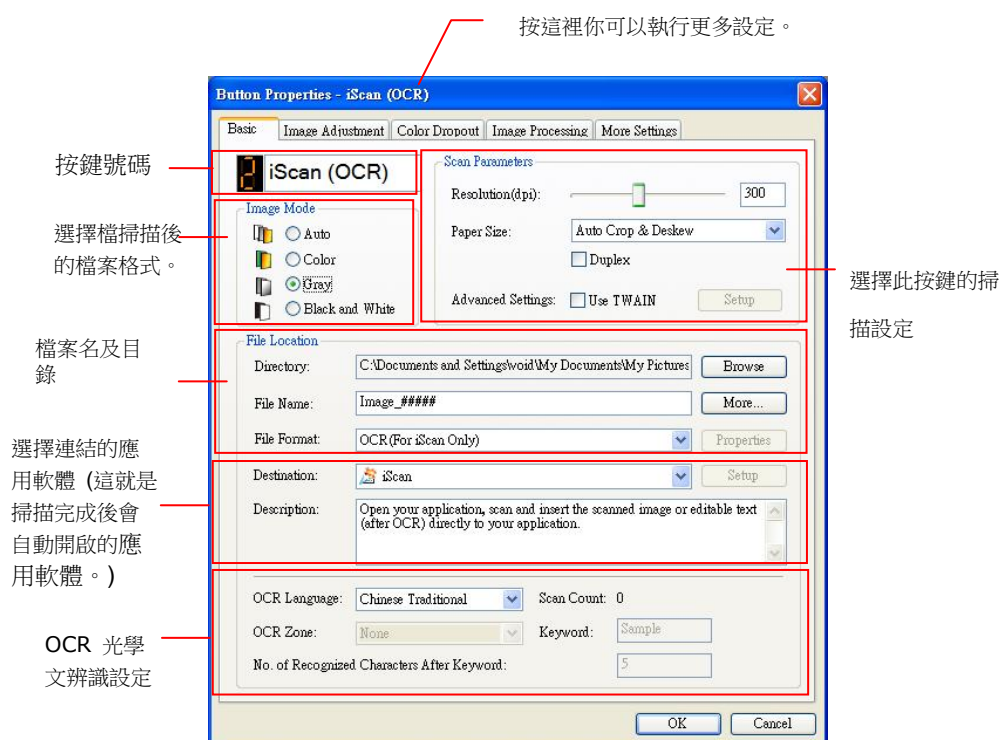 按這裡你可以執行更多設定。
Button Properties - iScan (OCR)
Basic Image Adjustment Color Dropout Image Processing More Settings
按鍵號碼
2 iScan (OCR)
選擇檔掃描後
的檔案格式。
Image Mode
Auto
Color
Gray
Black and White
Scan Parameters
Resolution(dpi): 300
Paper Size: Auto Crop & Deskew
Duplex
Advanced Settings: Use TWAIN Setup
選擇此按鍵的掃
描設定
檔案名及目
錄
File Location
Directory: C:\Documents and Settings\void\My Documents\My Pictures Browse
File Name: Image_##### More...
File Format: OCR(For iScan Only) Properties
選擇連結的應
用軟體 (這就是
掃描完成後會
自動開啟的應
用軟體。)
Destination: iScan Setup
Description: Open your application, scan and insert the scanned image or editable text
(after OCR) directly to your application.
OCR 光學
文辨識設定
OCR Language: Chinese Traditional Scan Count: 0
OCR Zone: None Keyword: Sample
No. of Recognized Characters After Keyword: 5
OK Cancel